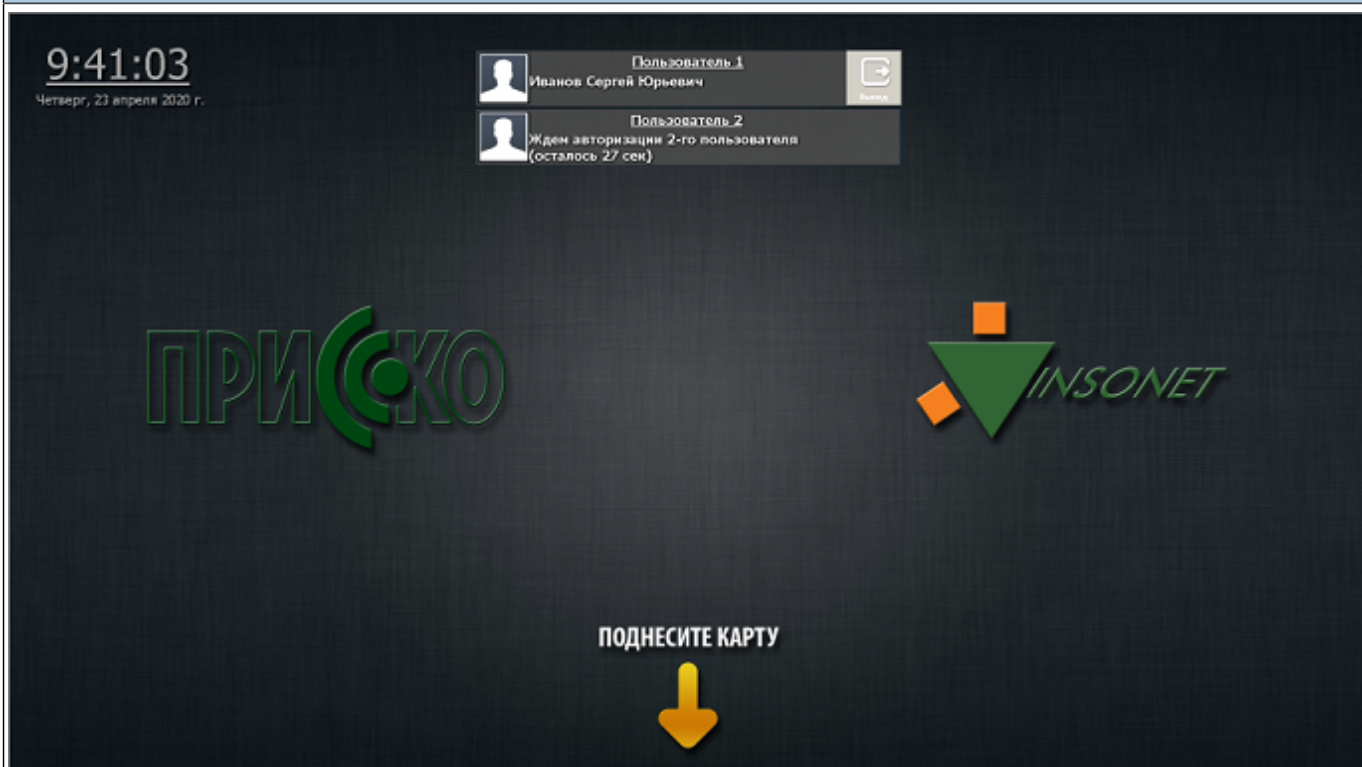 9:41:03
Четверг, 23 апреля 2020 г.
Пользователь 1
Иванов Сергей Юрьевич
Выход
Пользователь 2
Ждем авторизации 2-го пользователя
(осталось 27 сек)
ПРИССКО
INSONET
ПОДНЕСИТЕ КАРТУ